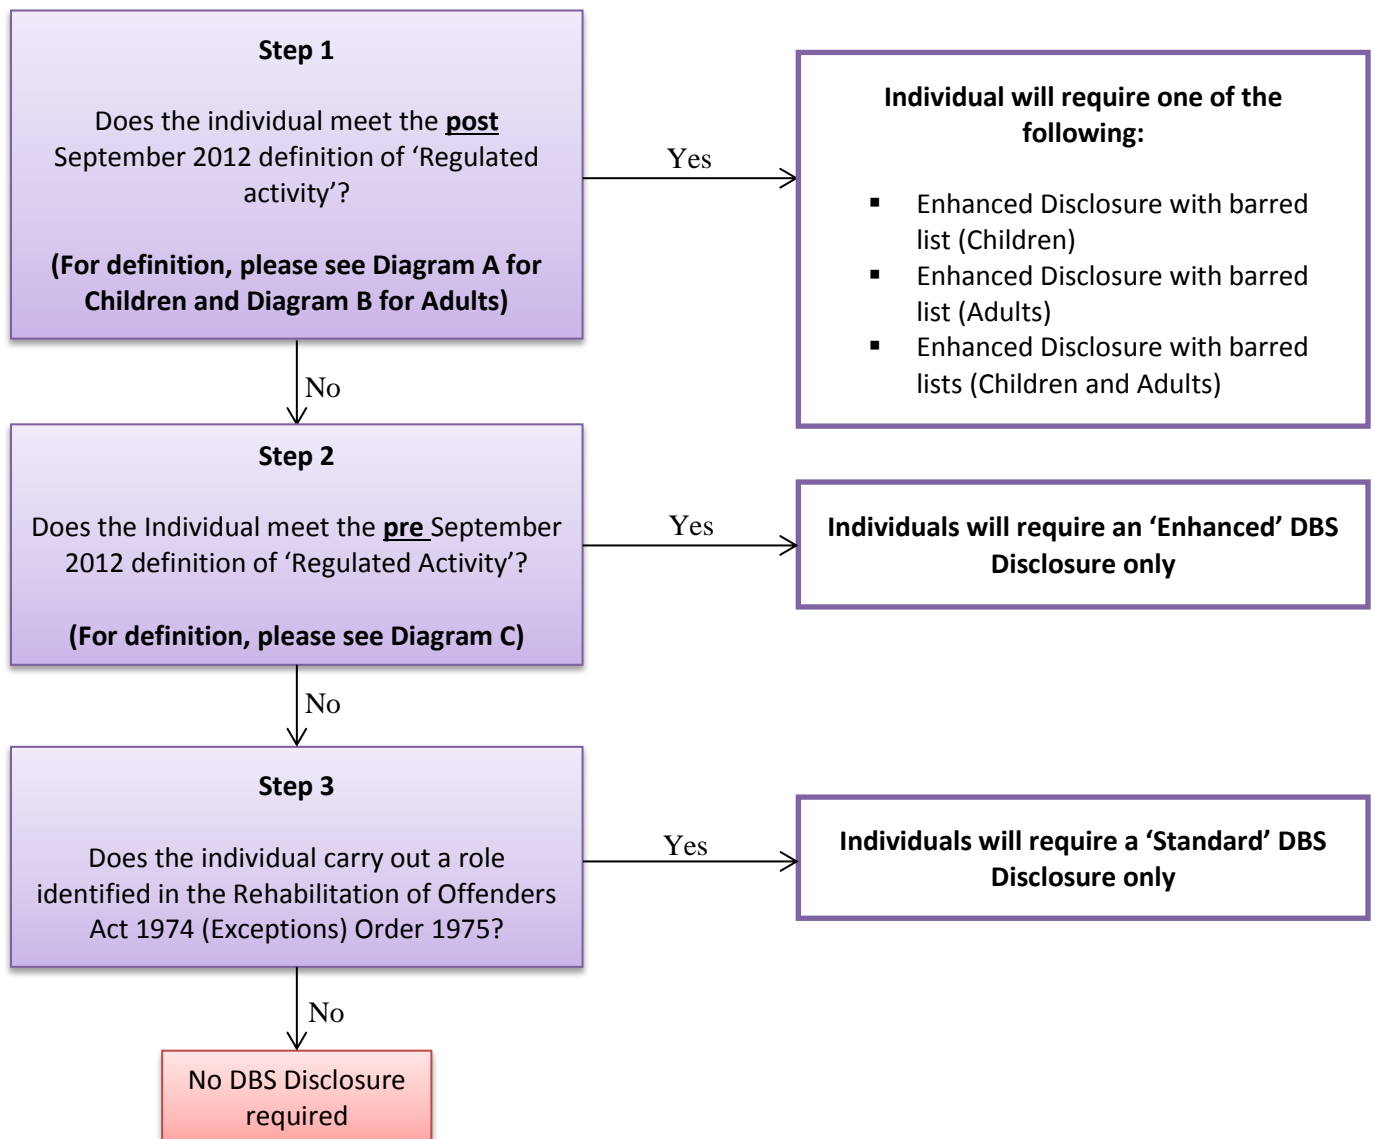 Step 1
Does the individual meet the post
September 2012 definition of ‘Regulated
activity’?
(For definition, please see Diagram A for
Children and Diagram B for Adults)
Yes
Individual will require one of the
following:
▪ Enhanced Disclosure with barred
list (Children)
▪ Enhanced Disclosure with barred
list (Adults)
▪ Enhanced Disclosure with barred
lists (Children and Adults)
No
Step 2
Does the Individual meet the pre September
2012 definition of ‘Regulated Activity’?
(For definition, please see Diagram C)
Yes
Individuals will require an ‘Enhanced’ DBS
Disclosure only
No
Step 3
Does the individual carry out a role
identified in the Rehabilitation of Offenders
Act 1974 (Exceptions) Order 1975?
Yes
Individuals will require a ‘Standard’ DBS
Disclosure only
No
No DBS Disclosure
required